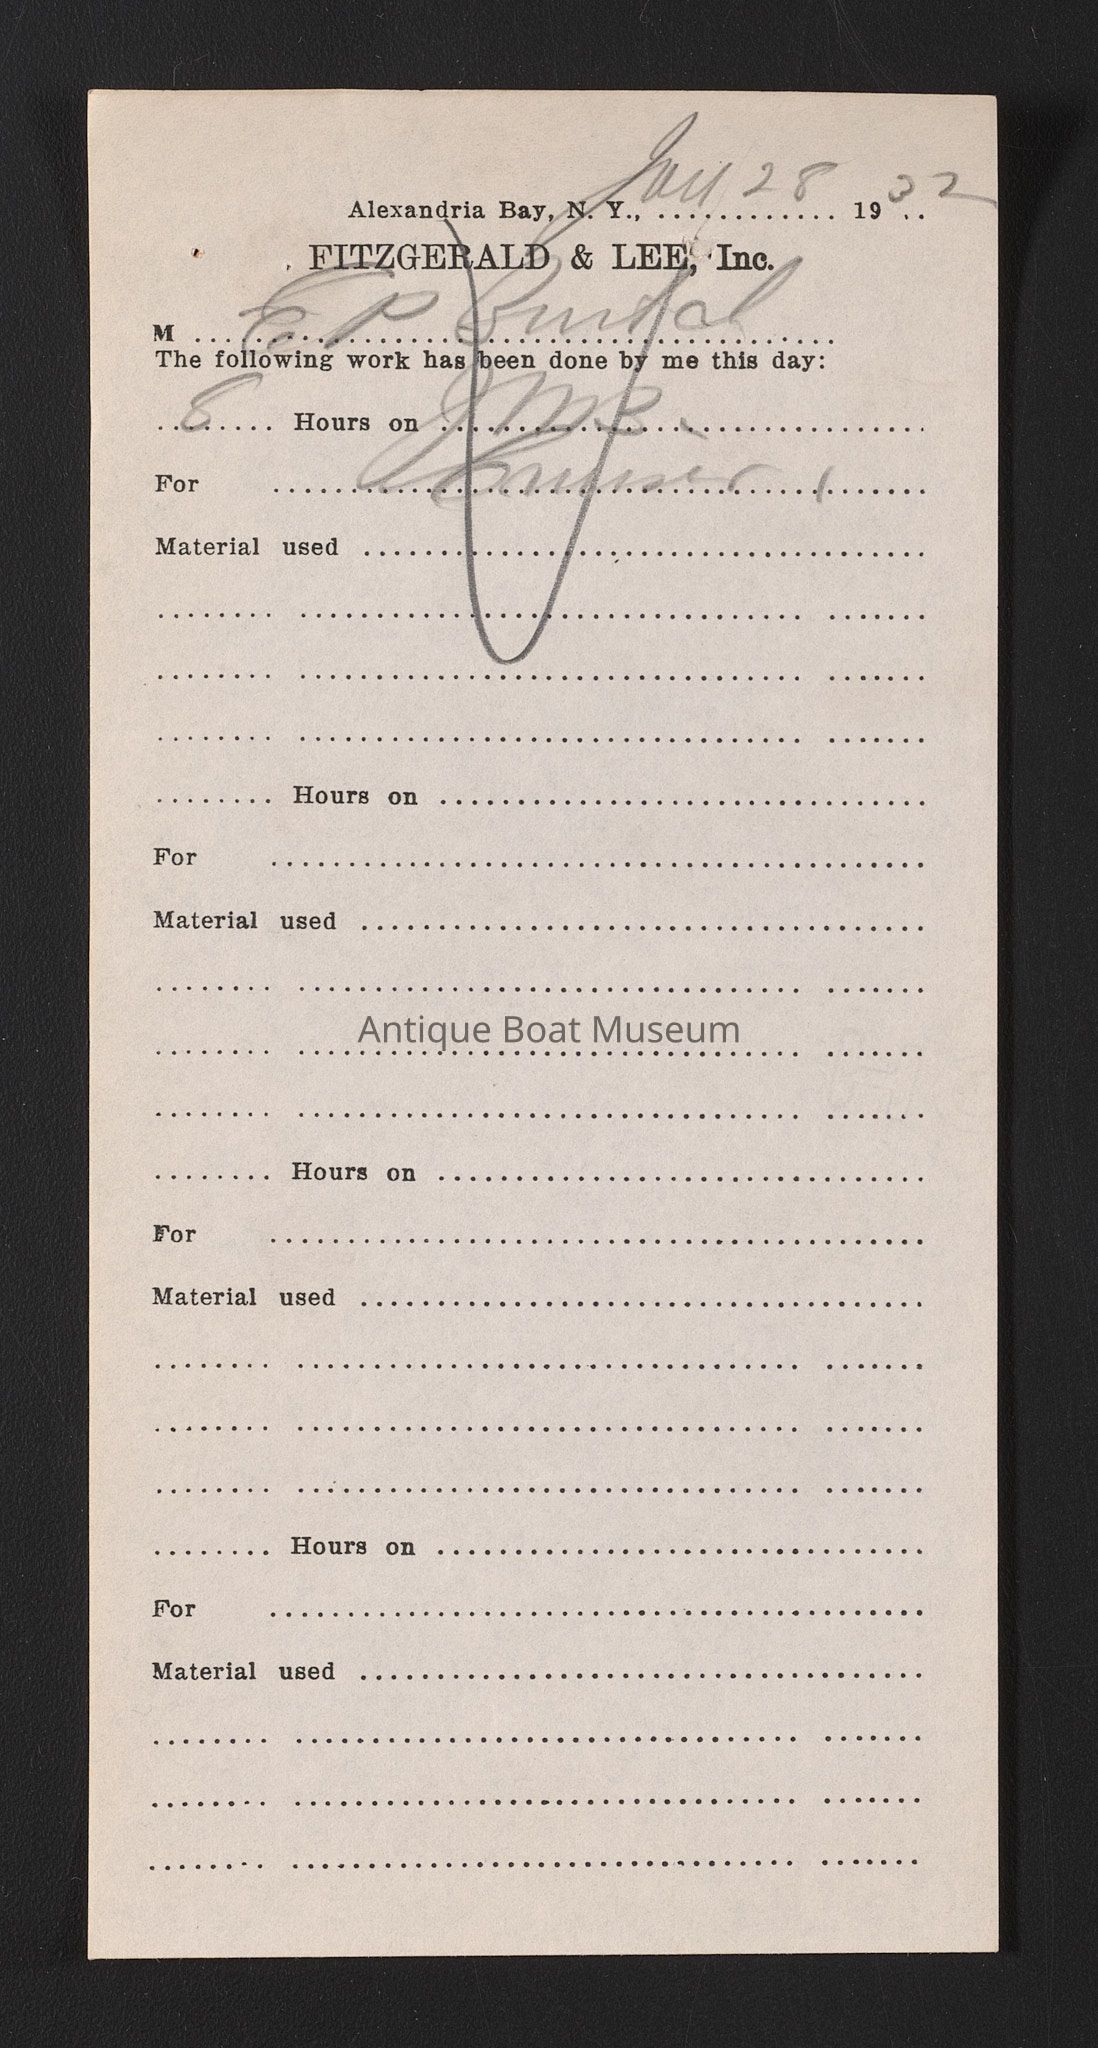 Alexandria Bay, N. Y., Jan 28 1932
FITZGERALD & LEE, Inc.
M E P
The following work has been done by me this day:
8 Hours on
For
Material used
Hours on
For
Material used
Antique Boat Museum
Hours on
For
Material used
Hours on
For
Material used